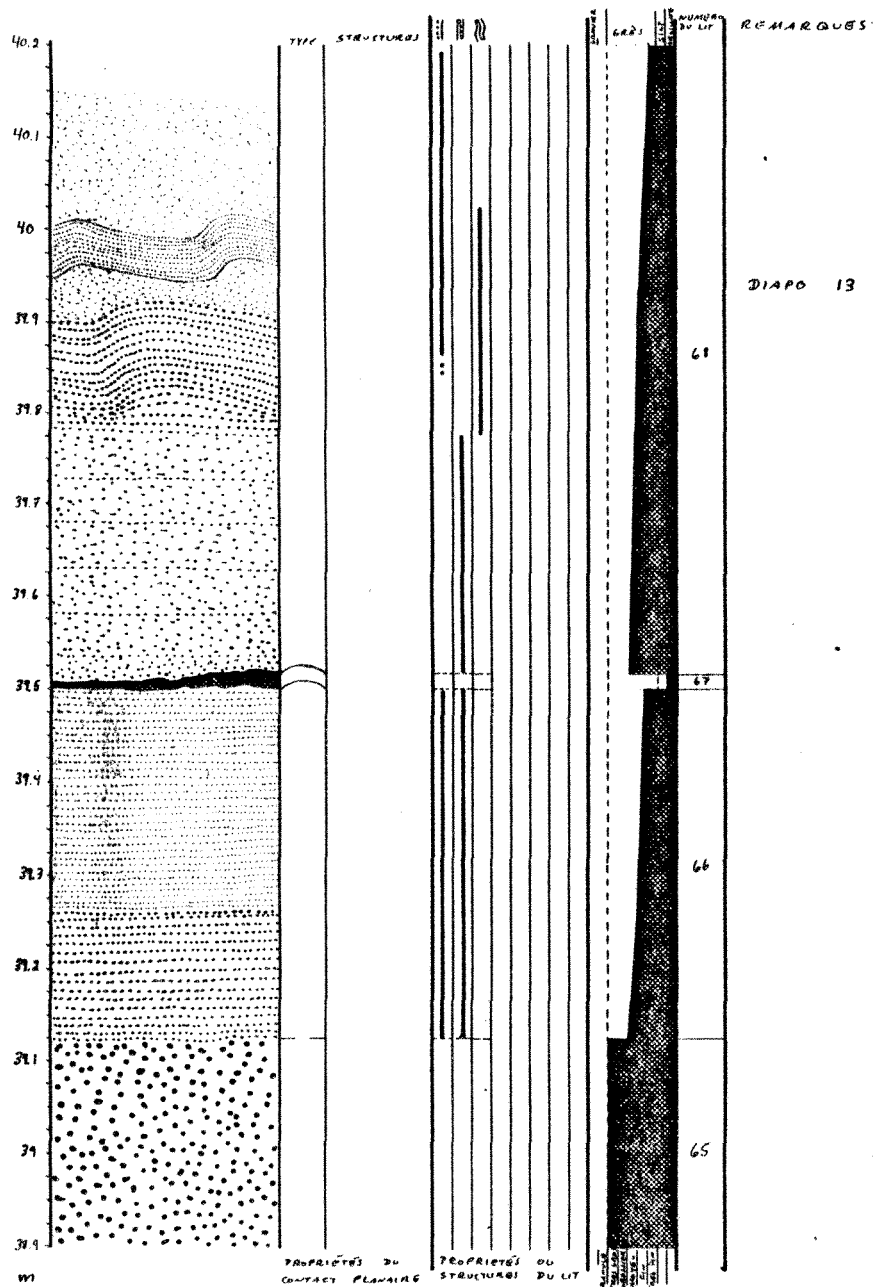 TYPE STRUCTURES
GRÈS
NUMERO
DU LIT
REMARQUES
40.2
40.1
40
39.9
39.8
39.7
39.6
39.5
39.4
39.3
39.2
39.1
39
38.9
m
DIAPO 13
68
67
66
65
PROPRIÉTÉS DU
CONTACT PLANAIRE
PROPRIÉTÉS OU
STRUCTURES DU LIT